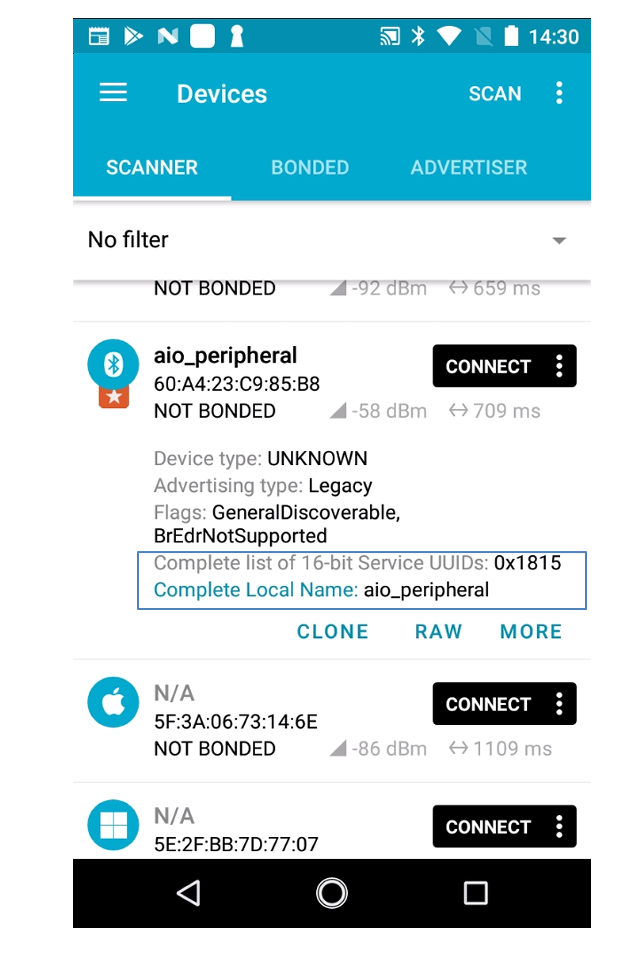 14:30
Devices SCAN
SCANNER BONDED ADVERTISER
No filter
NOT BONDED -92 dBm 659 ms
aio_peripheral CONNECT
60:A4:23:C9:85:B8
NOT BONDED -58 dBm 709 ms
Device type: UNKNOWN
Advertising type: Legacy
Flags: GeneralDiscoverable,
BrEdrNotSupported
Complete list of 16-bit Service UUIDs: 0x1815
Complete Local Name: aio_peripheral
CLONE RAW MORE
N/A CONNECT
5F:3A:06:73:14:6E
NOT BONDED -86 dBm 1109 ms
N/A CONNECT
5E:2F:BB:7D:77:07